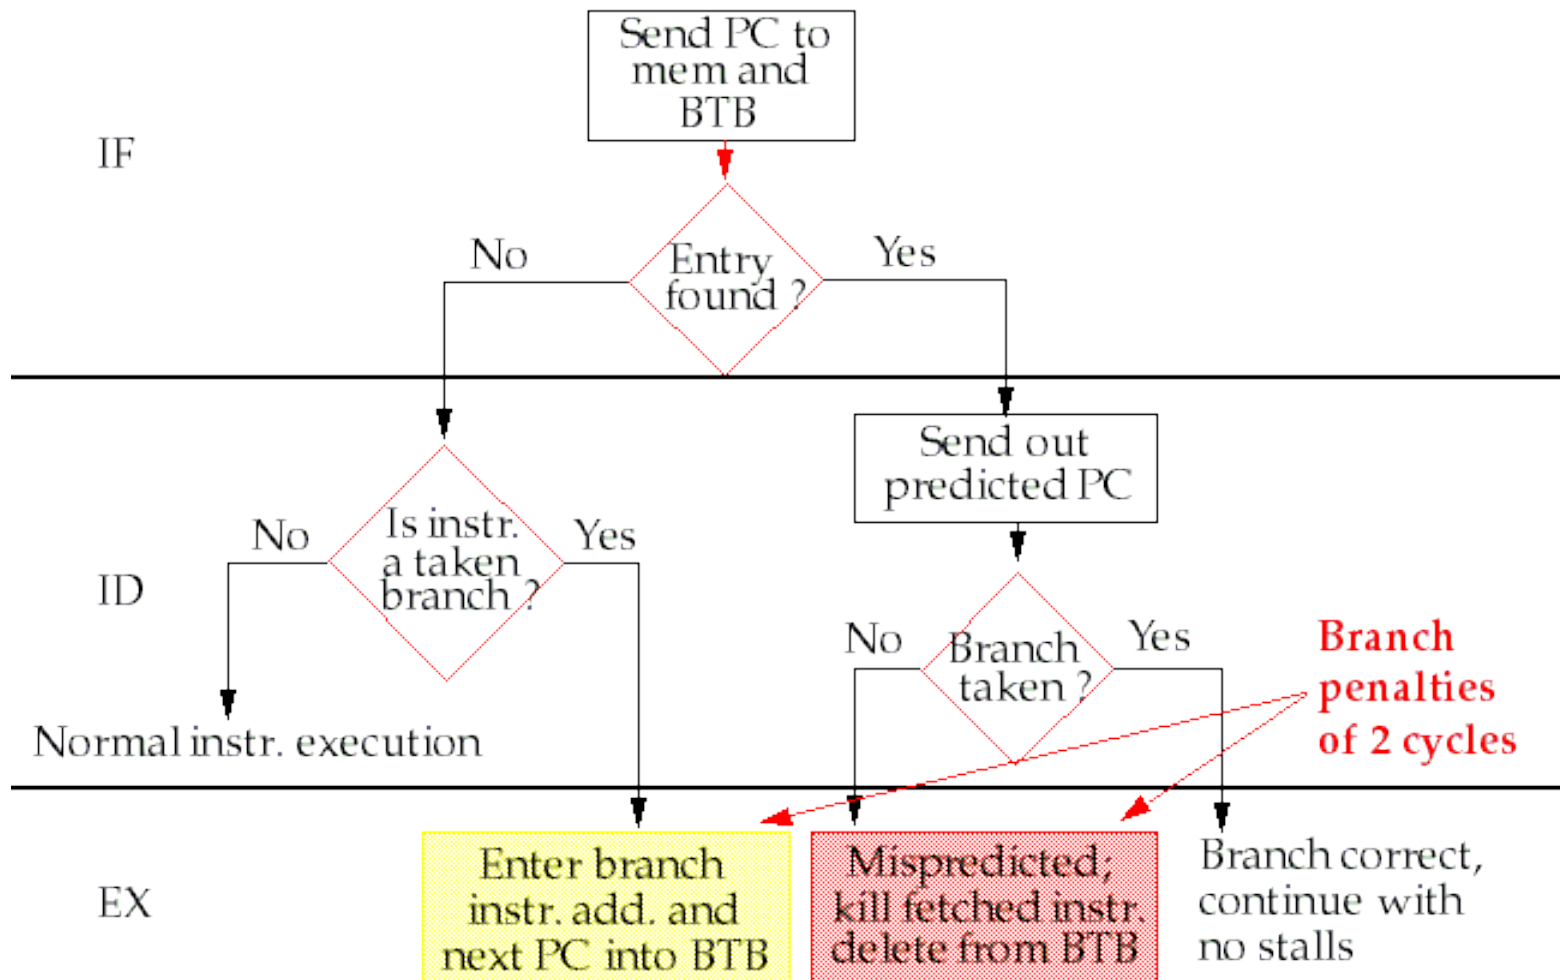 Send PC to
mem and
BTB
IF
No
Entry
found ?
Yes
Send out
predicted PC
No
Is instr.
a taken
branch ?
Yes
ID
No
Branch
taken ?
Yes
Branch
penalties
of 2 cycles
Normal instr. execution
EX
Enter branch
instr. add. and
next PC into BTB
Mispredicted;
kill fetched instr.
delete from BTB
Branch correct,
continue with
no stalls